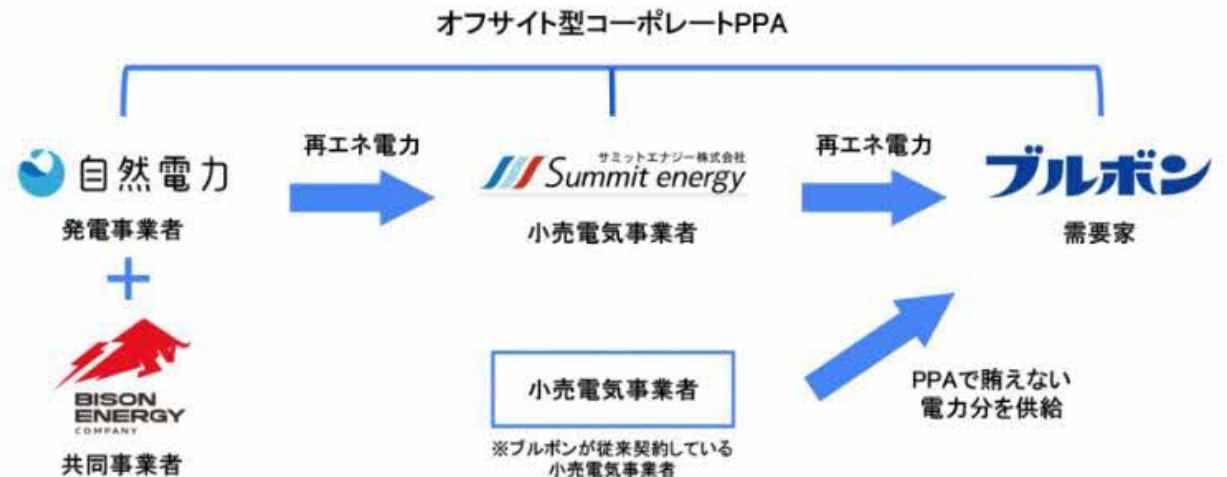 オフサイト型コーポレートPPA
自然電力
発電事業者
再エネ電力
サミットエナジー株式会社
Summit energy
小売電気事業者
再エネ電力
ブルボン
需要家
+
BISON
ENERGY
COMPANY
共同事業者
小売電気事業者
※ブルボンが従来契約している
小売電気事業者
PPAで賄えない
電力分を供給